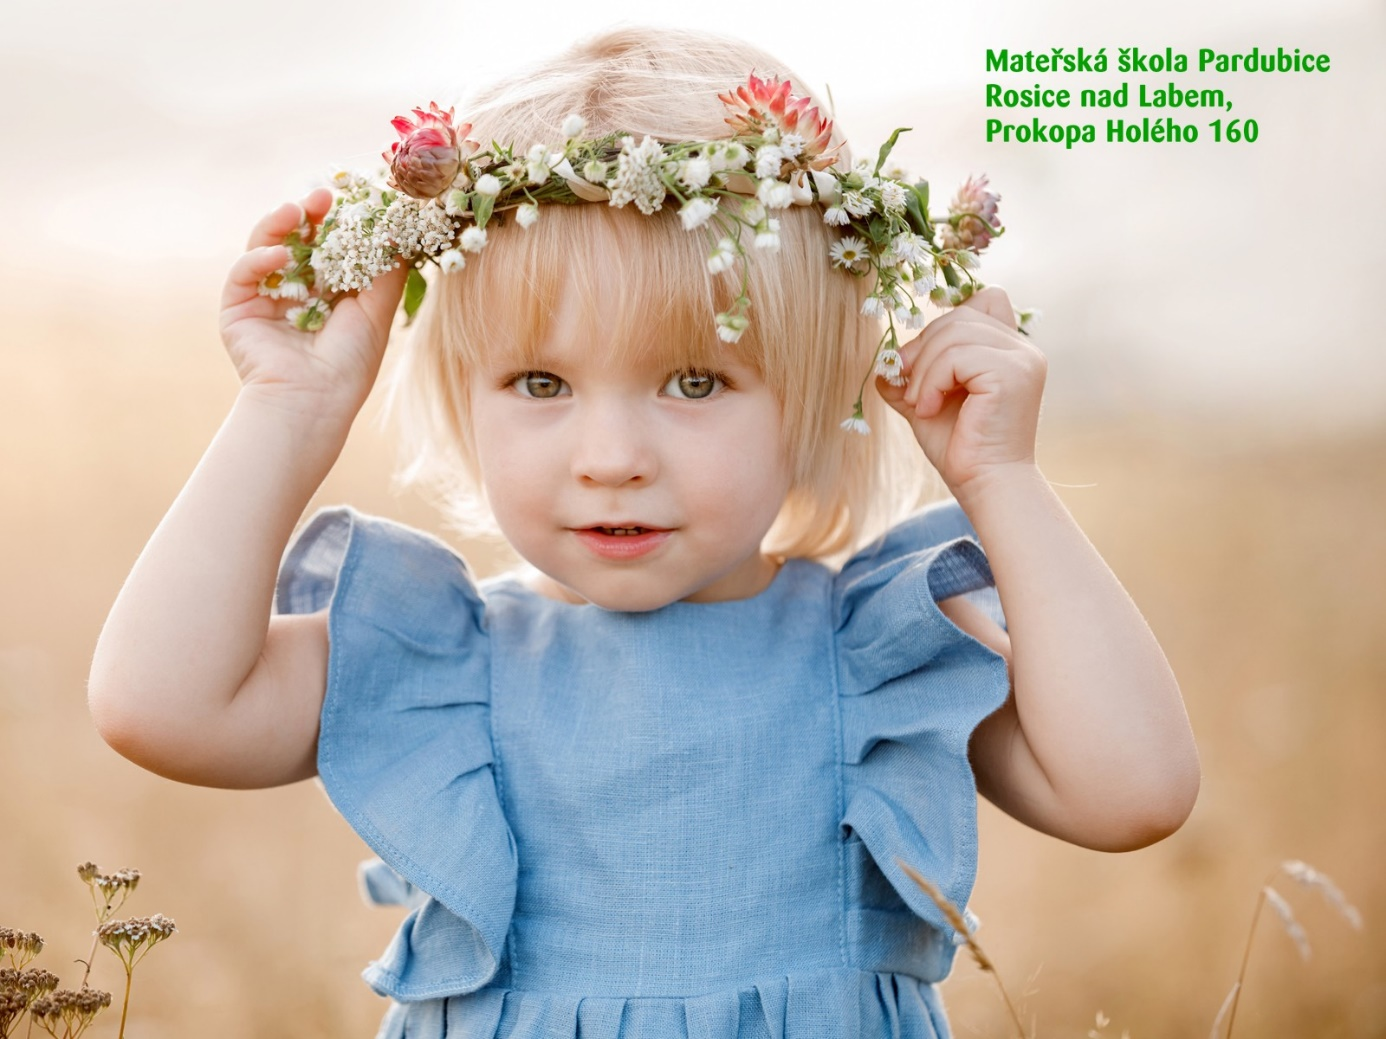 Mateřská škola Pardubice
Rosice nad Labem,
Prokopa Holého 160